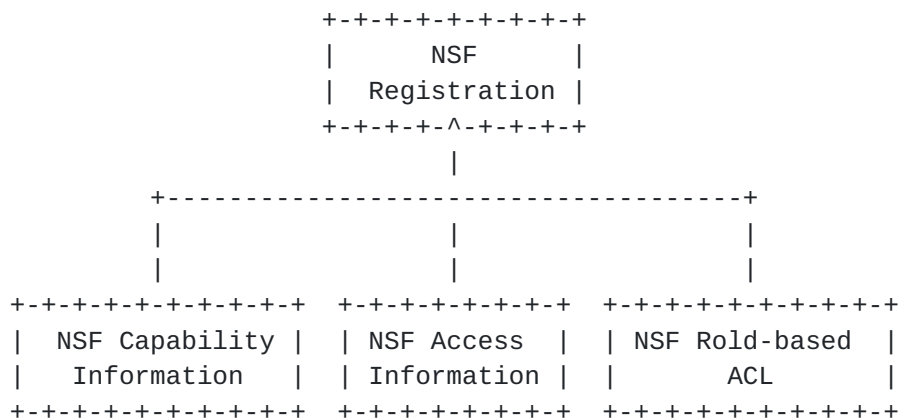 +-+-+-+-+-+-+-+-+
|      NSF      |
|  Registration |
+-+-+-+-^-+-+-+-+
|
+-------------------------------------+
|                  |                  |
|                  |                  |
+-+-+-+-+-+-+-+-+-+  +-+-+-+-+-+-+-+  +-+-+-+-+-+-+-+-+-+
|  NSF Capability |  | NSF Access  |  | NSF Rold-based  |
|   Information   |  | Information |  |       ACL       |
+-+-+-+-+-+-+-+-+-+  +-+-+-+-+-+-+-+  +-+-+-+-+-+-+-+-+-+